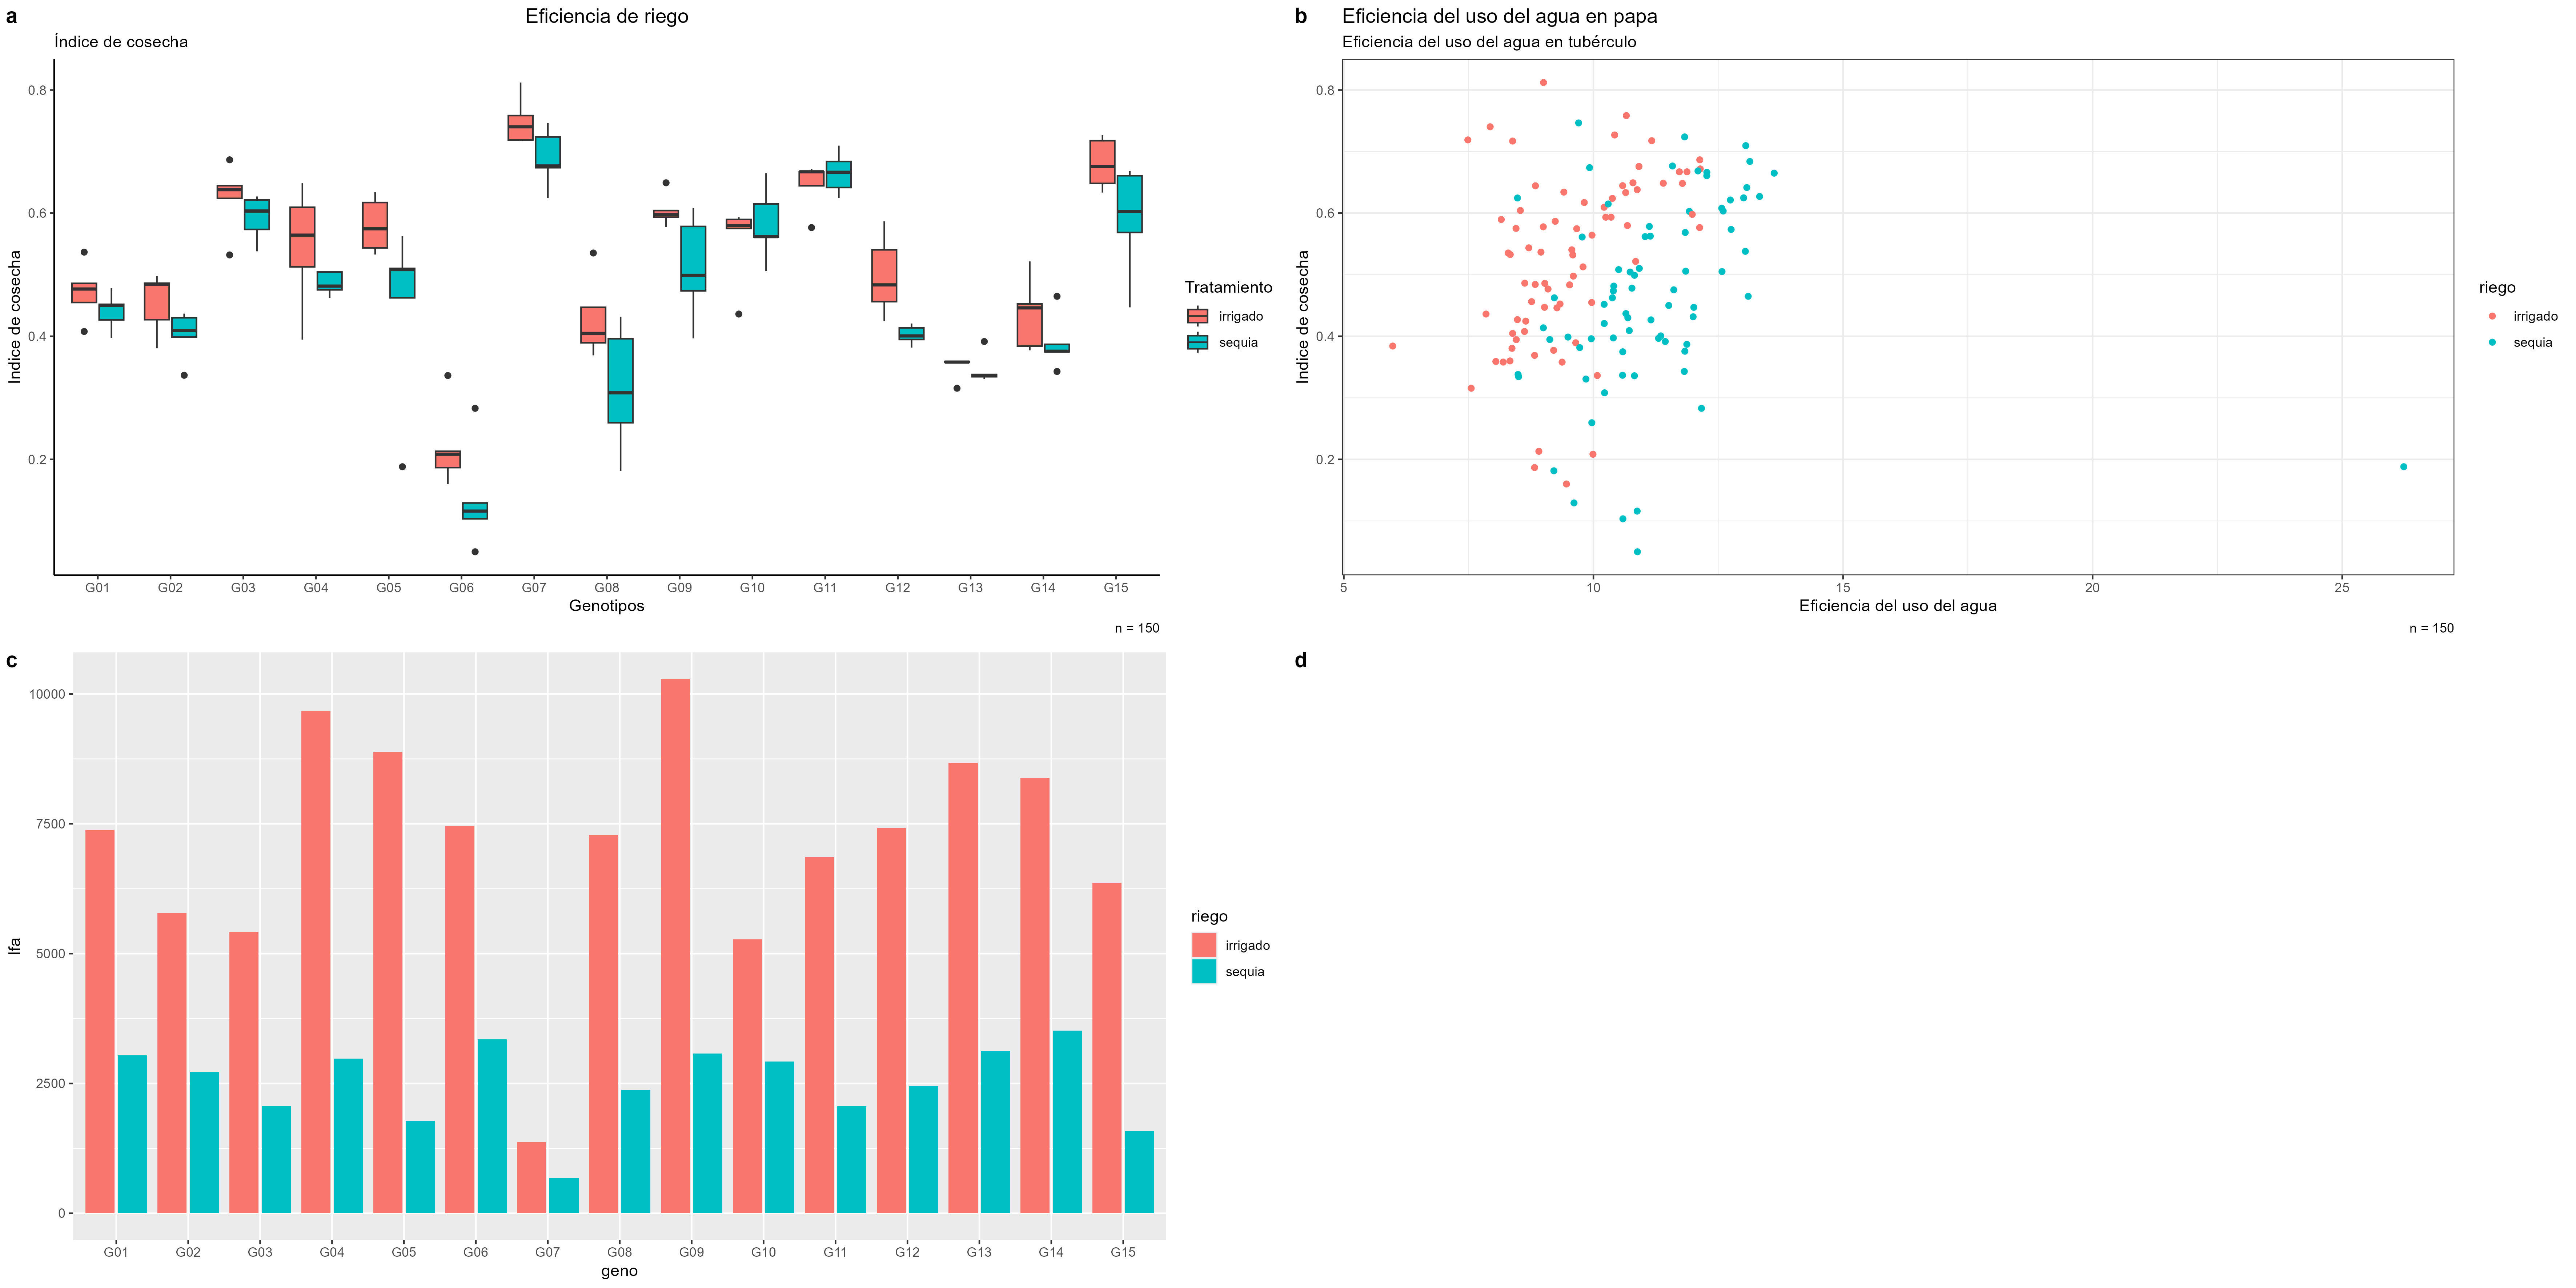 a
Eficiencia de riego
Índice de cosecha
Indice de cosecha
0.8
0.6
0.4
0.2
G01 G02 G03 G04 G05 G06 G07 G08 G09 G10 G11 G12 G13 G14 G15
Genotipos
n = 150
Tratamiento
irrigado
sequia
b
Eficiencia del uso del agua en papa
Eficiencia del uso del agua en tubérculo
Indice de cosecha
0.8
0.6
0.4
0.2
5 10 15 20 25
Eficiencia del uso del agua
n = 150
riego
irrigado
sequia
c
lfa
10000
7500
5000
2500
0
G01 G02 G03 G04 G05 G06 G07 G08 G09 G10 G11 G12 G13 G14 G15
geno
riego
irrigado
sequia
d